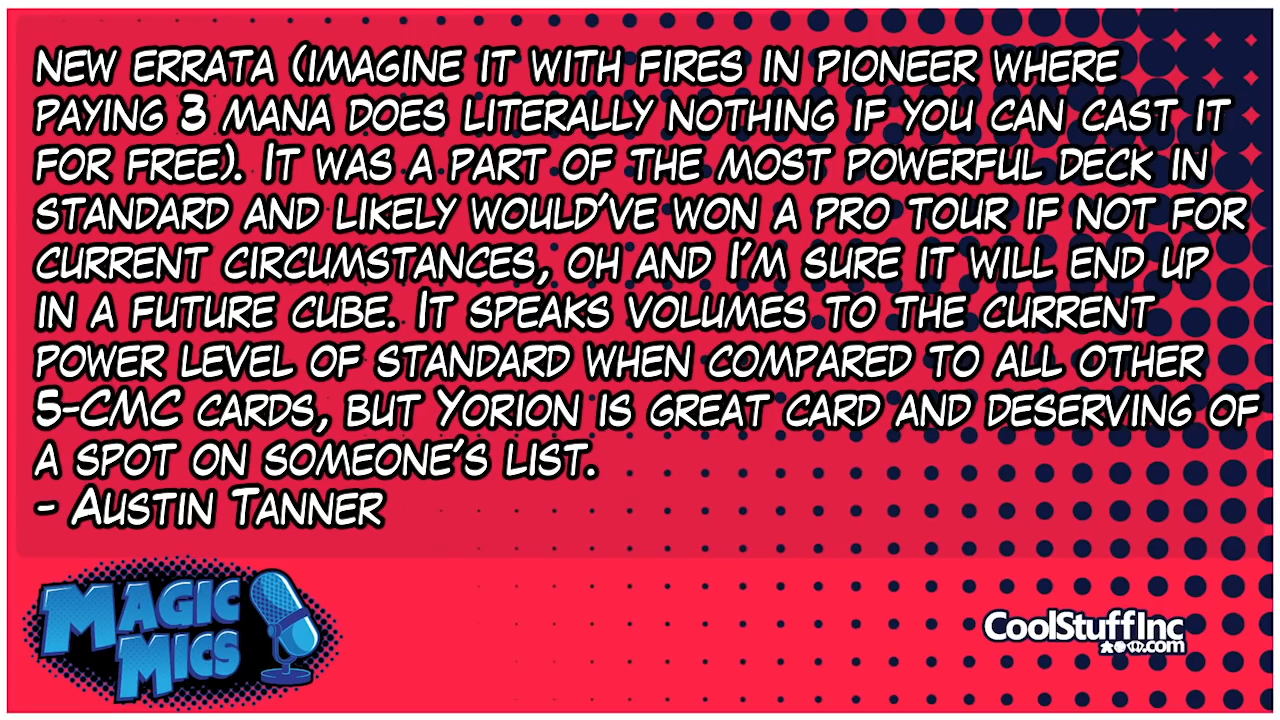 NEW ERRATA (IMAGINE IT WITH FIRES IN PIONEER WHERE
PAYING 3 MANA DOES LITERALLY NOTHING IF YOU CAN CAST IT
FOR FREE). IT WAS A PART OF THE MOST POWERFUL DECK IN
STANDARD AND LIKELY WOULD'VE WON A PRO TOUR IF NOT FOR
CURRENT CIRCUMSTANCES, OH AND I'M SURE IT WILL END UP
IN A FUTURE CUBE. IT SPEAKS VOLUMES TO THE CURRENT
POWER LEVEL OF STANDARD WHEN COMPARED TO ALL OTHER
5-CMC CARDS, BUT YORION IS GREAT CARD AND DESERVING OF
A SPOT ON SOMEONE'S LIST.
- AUSTIN TANNER
MAGIC
MICS
CoolStuffInc
.com